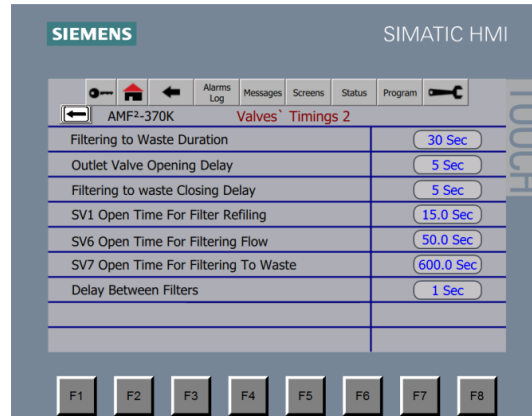 SIEMENS
SIMATIC HMI
TOUCH
Alarms Log
Messages
Screens
Status
Program
AMF²-370K
Valves` Timings 2
Filtering to Waste Duration 30 Sec
Outlet Valve Opening Delay 5 Sec
Filtering to waste Closing Delay 5 Sec
SV1 Open Time For Filter Refiling 15.0 Sec
SV6 Open Time For Filtering Flow 50.0 Sec
SV7 Open Time For Filtering To Waste 600.0 Sec
Delay Between Filters 1 Sec
F1 F2 F3 F4 F5 F6 F7 F8